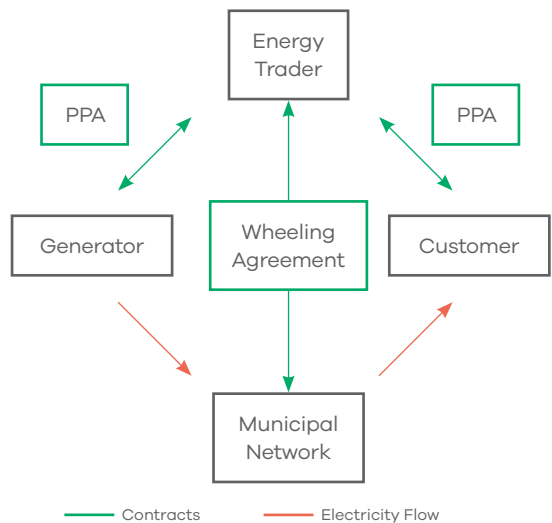 Energy
Trader
PPA
PPA
Generator
Wheeling
Agreement
Customer
Municipal
Network
Contracts
Electricity Flow